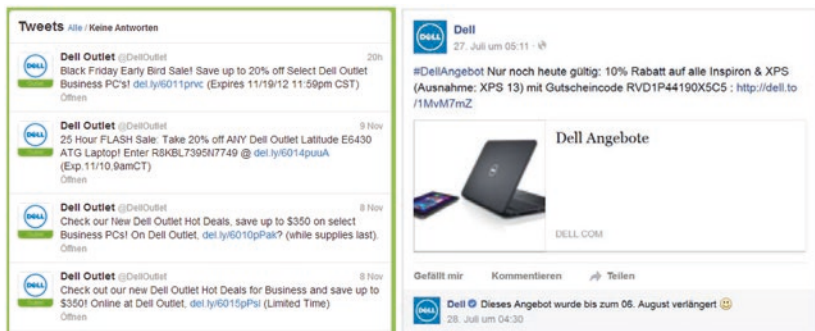 Tweets Alle / Keine Antworten
Dell Outlet @DellOutlet 20h
Black Friday Early Bird Sale! Save up to 20% off Select Dell Outlet
Business PC's! del.ly/6011prvc (Expires 11/19/12 11:59pm CST)
Öffnen
Dell Outlet @DellOutlet 9 Nov
25 Hour FLASH Sale: Take 20% off ANY Dell Outlet Latitude E6430
ATG Laptop! Enter R8KBL7395N7749 @ del.ly/6014puuA
(Exp.11/10,9amCT)
Öffnen
Dell Outlet @DellOutlet 8 Nov
Check our New Dell Outlet Hot Deals, save up to $350 on select
Business PCs! On Dell Outlet, del.ly/6010pPak? (while supplies last).
Öffnen
Dell Outlet @DellOutlet 8 Nov
Check out our new Dell Outlet Hot Deals for Business and save up to
$350! Online at Dell Outlet, del.ly/6015pPsl (Limited Time)
Öffnen
DELL
Dell
27. Juli um 05:11
#DellAngebot Nur noch heute gültig: 10% Rabatt auf alle Inspiron & XPS
(Ausnahme: XPS 13) mit Gutscheincode RVD1P44190X5C5 : http://dell.to
/1MvM7mZ
Dell Angebote
DELL.COM
Gefällt mir Kommentieren Teilen
Dell Dieses Angebot wurde bis zum 06. August verlängert
28. Juli um 04:30